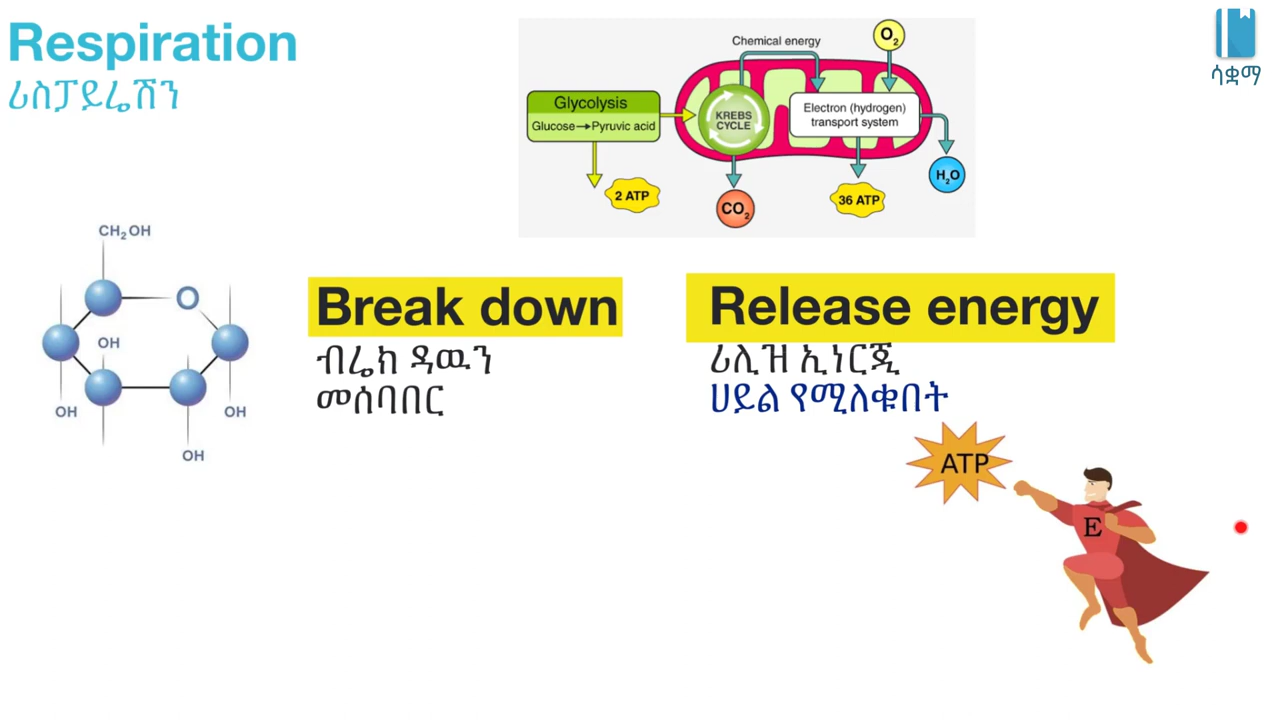 Respiration
ሪስፓይሬሽን
ሳቋማ
Chemical energy
O₂
Glycolysis
Glucose→Pyruvic acid
KREBS
CYCLE
Electron (hydrogen)
transport system
2 ATP
CO₂
36 ATP
H₂O
CH₂OH
O
OH
OH
OH
OH
Break down
ብሬክ ዳዉን
መሰባበር
Release energy
ሪሊዝ ኢነርጂ
ሀይል የሚለቁበት
ATP
E